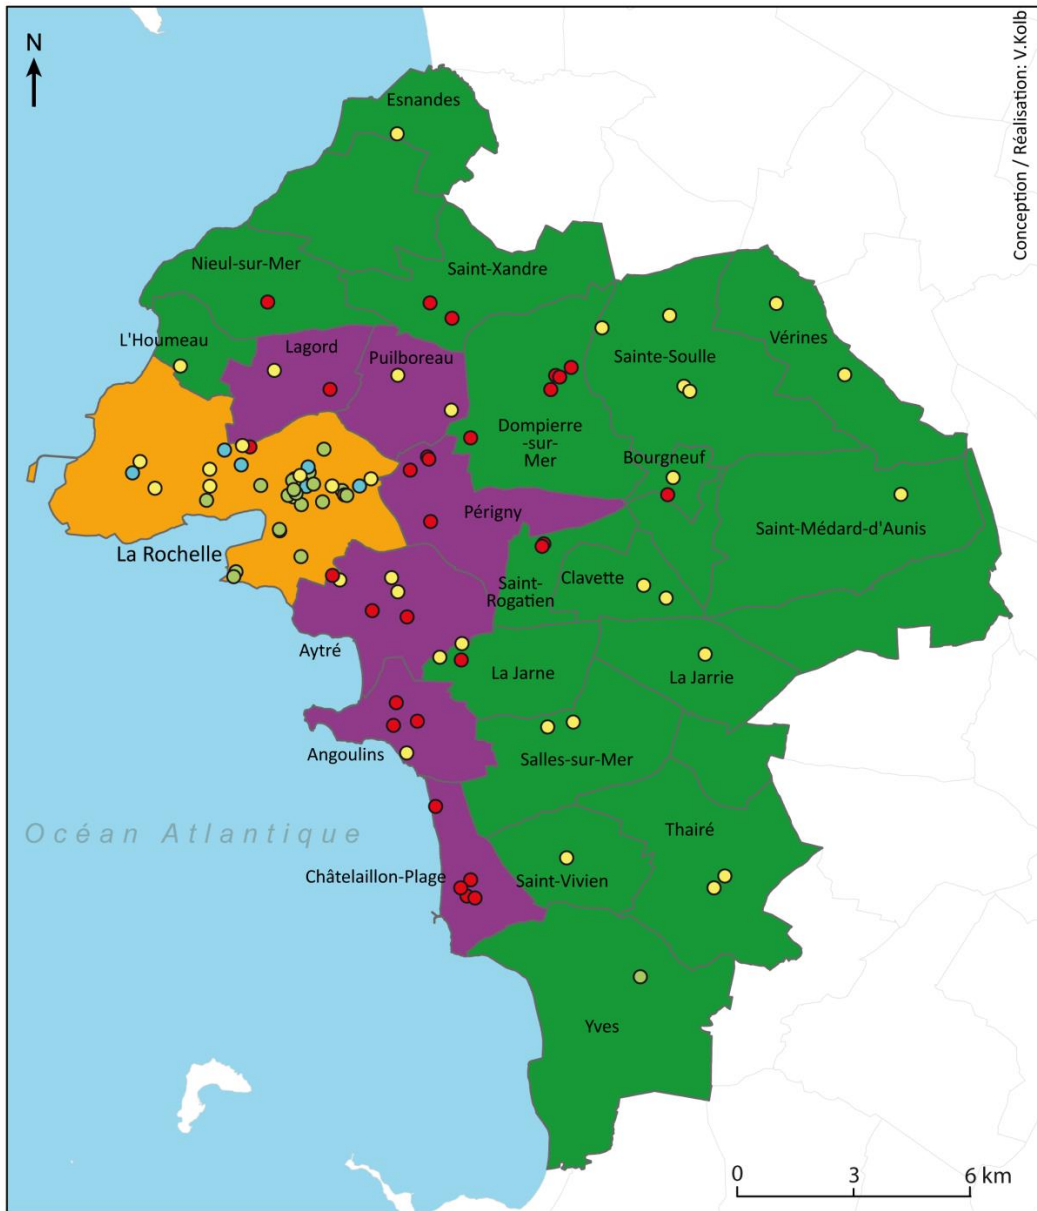 N
Conception / Réalisation: V.Kolb
Esnandes
Nieul-sur-Mer
Saint-Xandre
L'Houmeau
Lagord
Puilboreau
Sainte-Soulle
Vérines
Dompierre
-sur-
Mer
Bourgneuf
Périgny
Saint-Médard-d'Aunis
La Rochelle
Saint-
Rogatien
Clavette
Aytré
La Jarne
La Jarrie
Angoulins
Salles-sur-Mer
Océan Atlantique
Thairé
Châtelaillon-Plage
Saint-Vivien
Yves
0 3 6 km